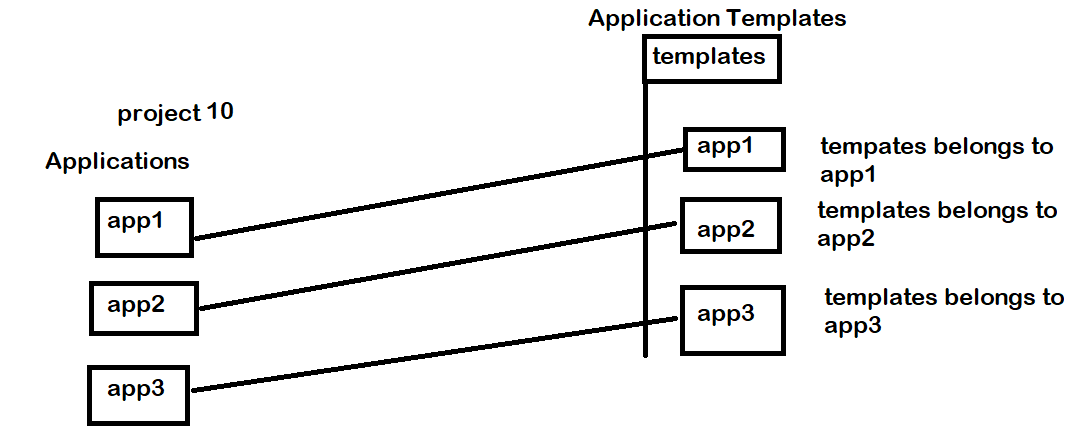 Application Templates
templates
project 10
Applications
app1
app2
app3
app1
tempates belongs to
app1
app2
templates belongs to
app2
app3
templates belongs to
app3